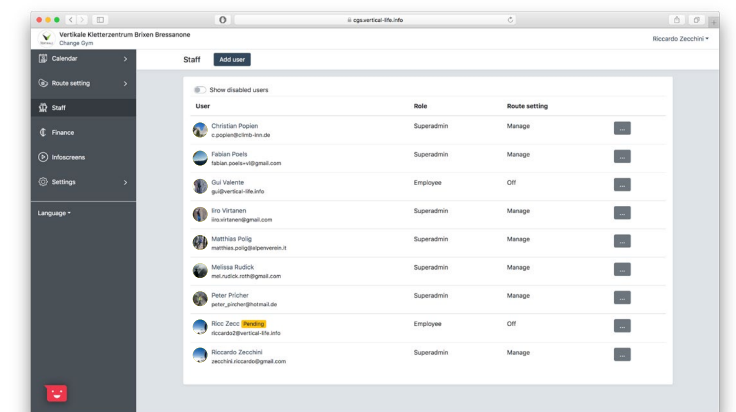 cgs.vertical-life.info
Vertikale Kletterzentrum Brixen Bressanone
Change Gym
Riccardo Zecchini
Calendar
Staff
Add user
Route setting
Show disabled users
Staff
User Role Route setting
Finance
Christian Popien Superadmin Manage ...
c.popien@climb-inn.de
Infoscreens
Fabian Poels Superadmin Manage ...
fabian.poels+vl@gmail.com
Settings
Gui Valente Employee Off ...
gui@vertical-life.info
Language
Iiro Virtanen Superadmin Manage ...
iiro.virtanen@gmail.com
Matthias Polig Superadmin Manage ...
matthias.polig@alpenverein.it
Melissa Rudick Superadmin Manage ...
mel.rudick.roth@gmail.com
Peter Pricher Superadmin Manage ...
peter_pircher@hotmail.de
Ricc Zecc Pending Employee Off ...
riccardo2@vertical-life.info
Riccardo Zecchini Superadmin Manage ...
zecchini.riccardo@gmail.com